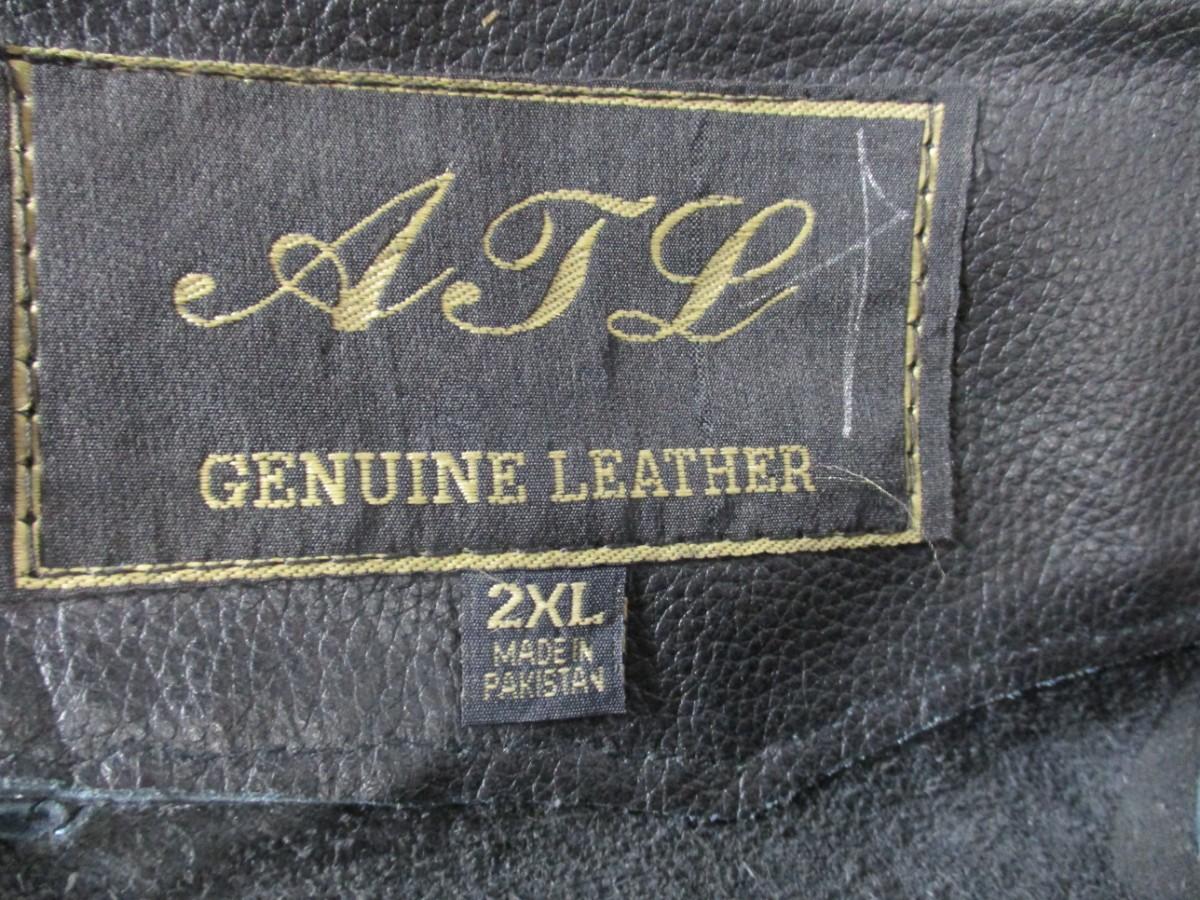 ATL
GENUINE LEATHER
2XL
MADE IN
PAKISTAN